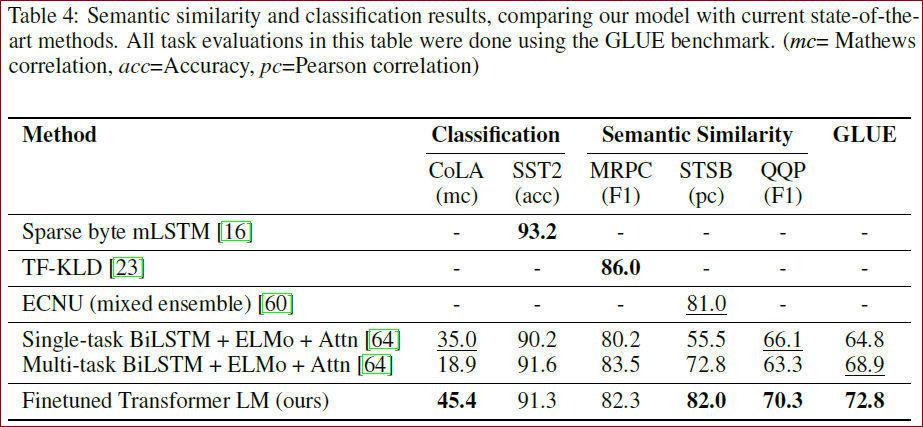 Table 4: Semantic similarity and classification results, comparing our model with current state-of-the-
art methods. All task evaluations in this table were done using the GLUE benchmark. (mc= Mathews
correlation, acc=Accuracy, pc=Pearson correlation)
Method Classification Semantic Similarity GLUE
CoLA SST2 MRPC STSB QQP
(mc) (acc) (F1) (pc) (F1)
Sparse byte mLSTM [16] - 93.2 - - - -
TF-KLD [23] - - 86.0 - - -
ECNU (mixed ensemble) [60] - - - 81.0 - -
Single-task BiLSTM + ELMo + Attn [64] 35.0 90.2 80.2 55.5 66.1 64.8
Multi-task BiLSTM + ELMo + Attn [64] 18.9 91.6 83.5 72.8 63.3 68.9
Finetuned Transformer LM (ours) 45.4 91.3 82.3 82.0 70.3 72.8